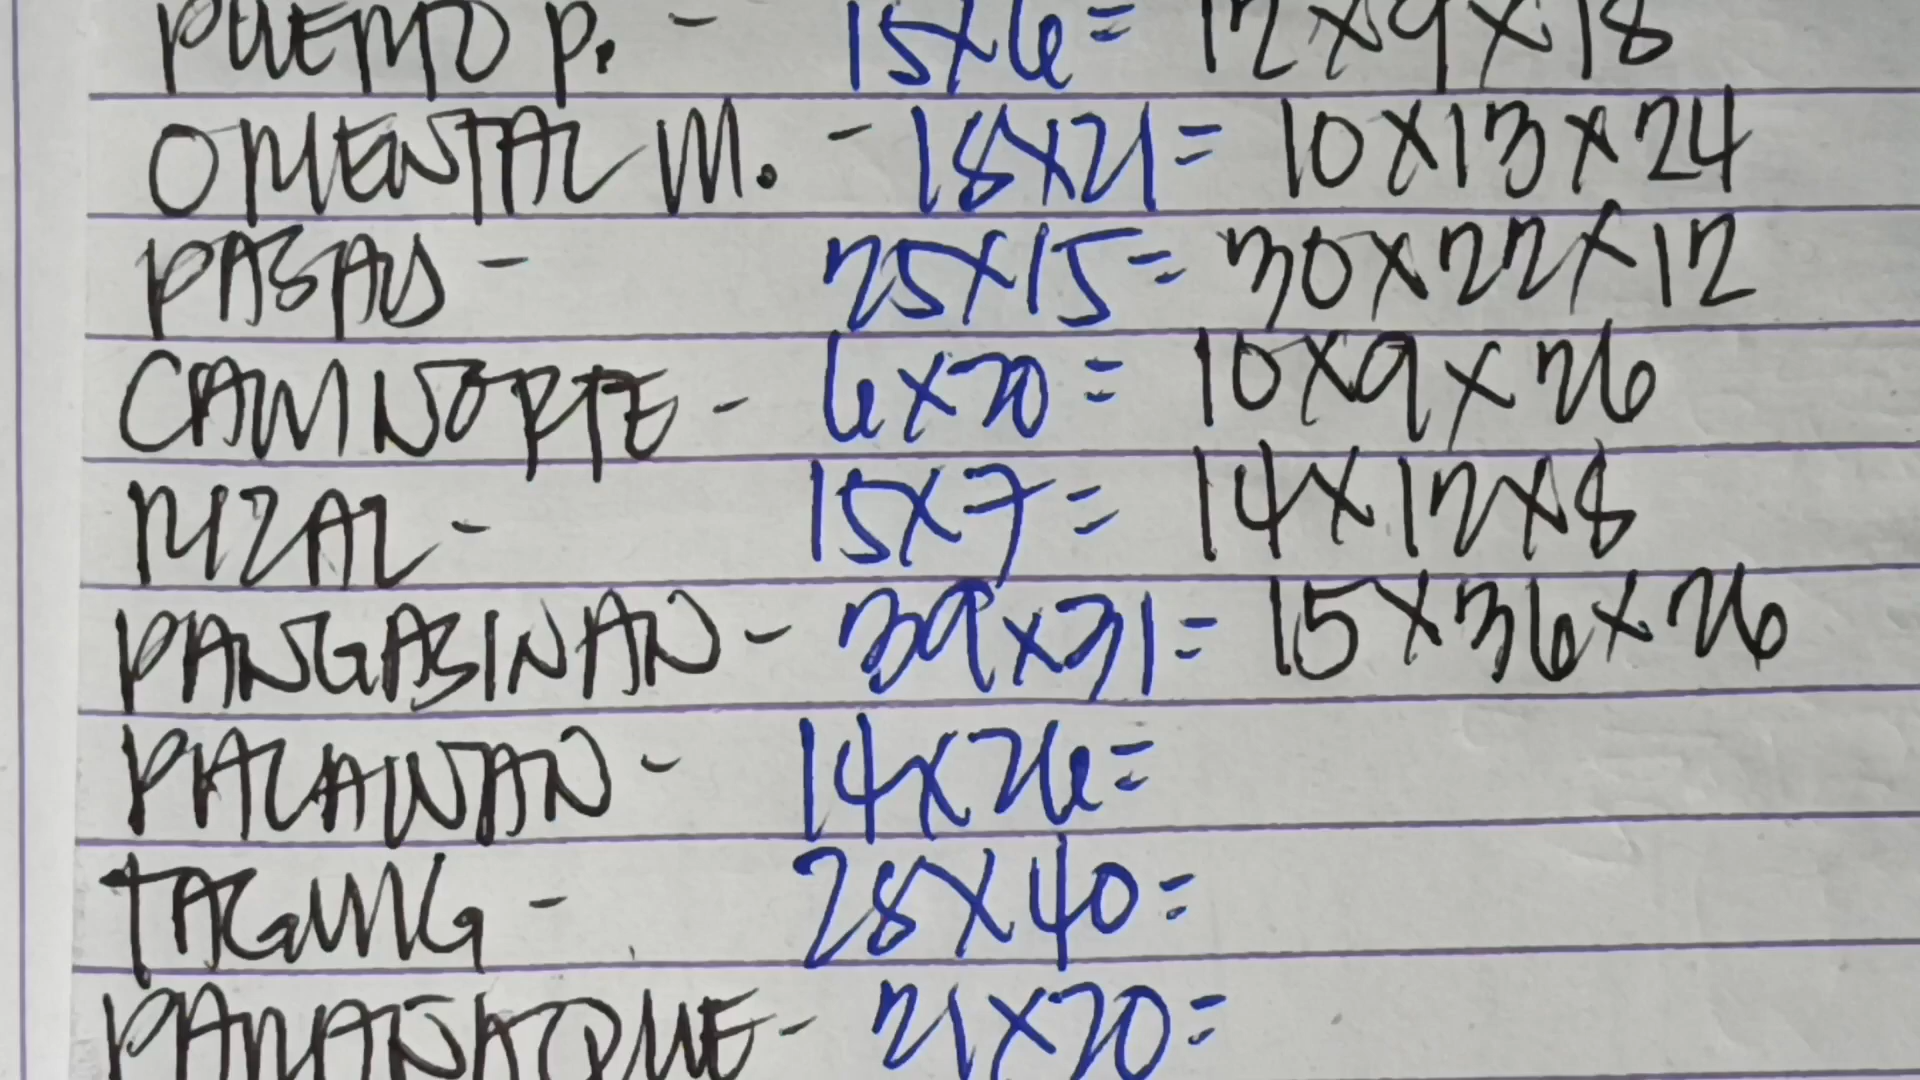 PUERTO P. - 15x6= 12x9x18
ORIENTAL M. - 18x21= 10x13x24
PASAY - 25x15= 30x22x12
CAM NORTE - 6x20= 10x9x26
RIZAL - 15x7= 14x12x8
PANGASINAN - 39x31= 15x36x26
PALAWAN - 14x26=
TAGUIG - 28x40=
PARANAQUE - 21x20=